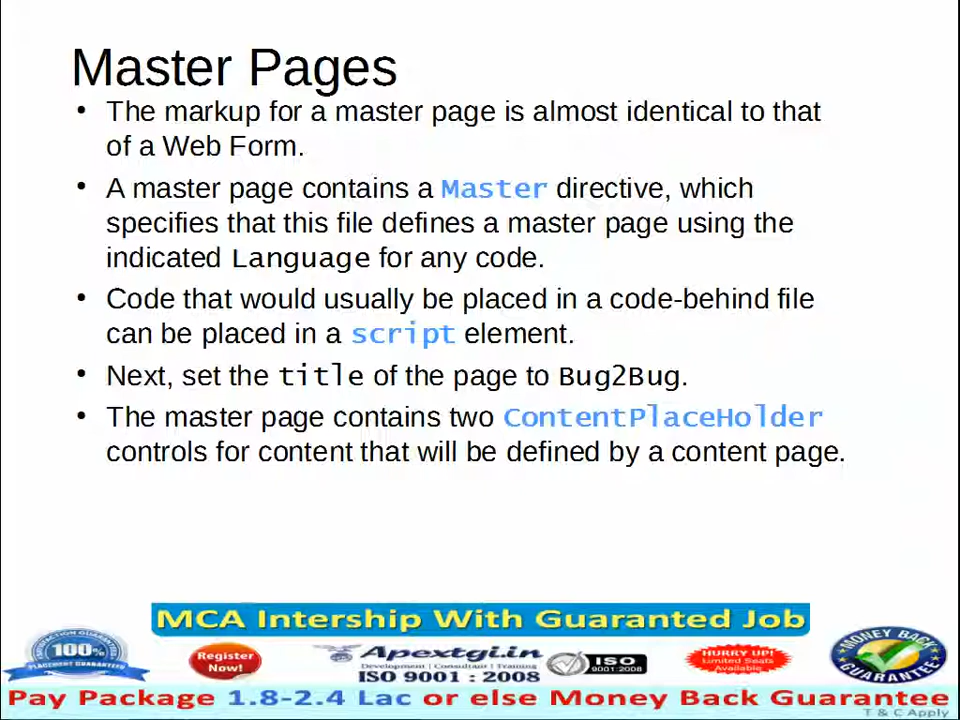 Master Pages
• The markup for a master page is almost identical to that
of a Web Form.
• A master page contains a Master directive, which
specifies that this file defines a master page using the
indicated Language for any code.
• Code that would usually be placed in a code-behind file
can be placed in a script element.
• Next, set the title of the page to Bug2Bug.
• The master page contains two ContentPlaceHolder
controls for content that will be defined by a content page.
MCA Intership With Guaranted Job
100%
PLACEMENT GUARANTEED
Register
Now!
Apextgi.in
Development | Consultant | Training
ISO 9001 : 2008
ISO
9001:2008
HURRY UP!
Limited Seats
Available
MONEY BACK
GUARANTEE
Pay Package 1.8-2.4 Lac or else Money Back Guarantee
T & C Apply